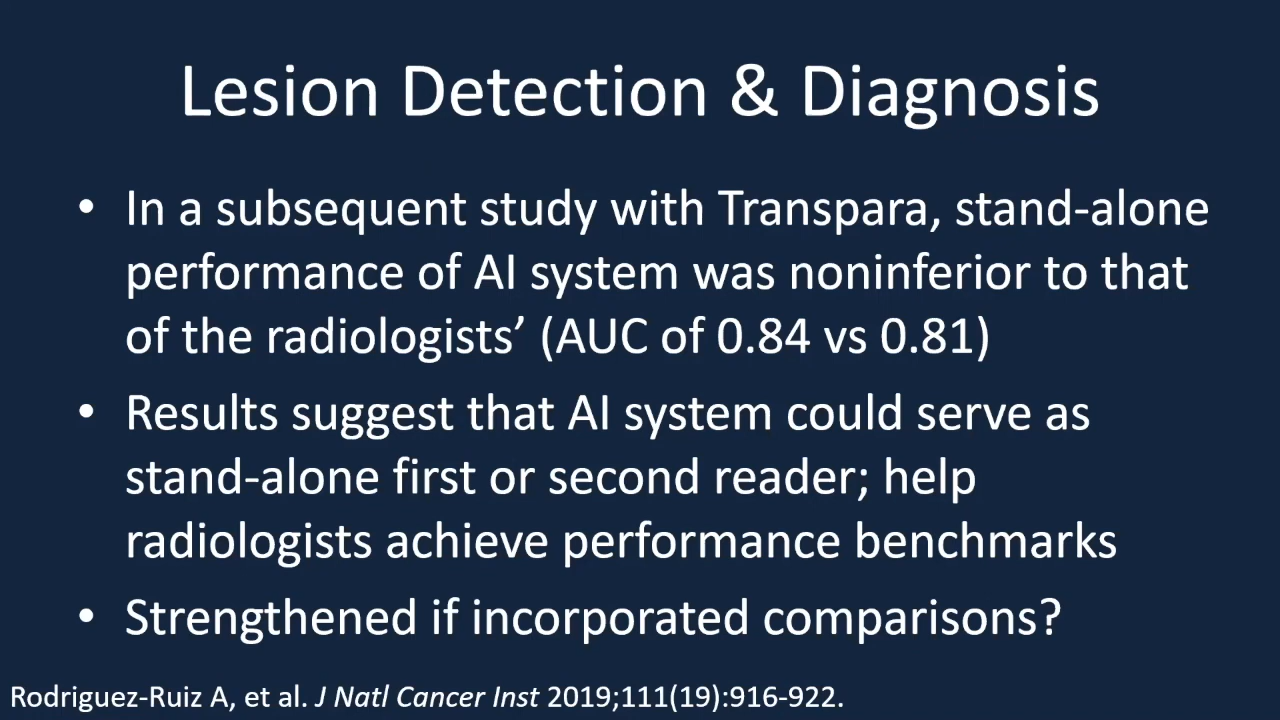 Lesion Detection & Diagnosis
• In a subsequent study with Transpara, stand-alone
performance of AI system was noninferior to that
of the radiologists’ (AUC of 0.84 vs 0.81)
• Results suggest that AI system could serve as
stand-alone first or second reader; help
radiologists achieve performance benchmarks
• Strengthened if incorporated comparisons?
Rodriguez-Ruiz A, et al. J Natl Cancer Inst 2019;111(19):916-922.